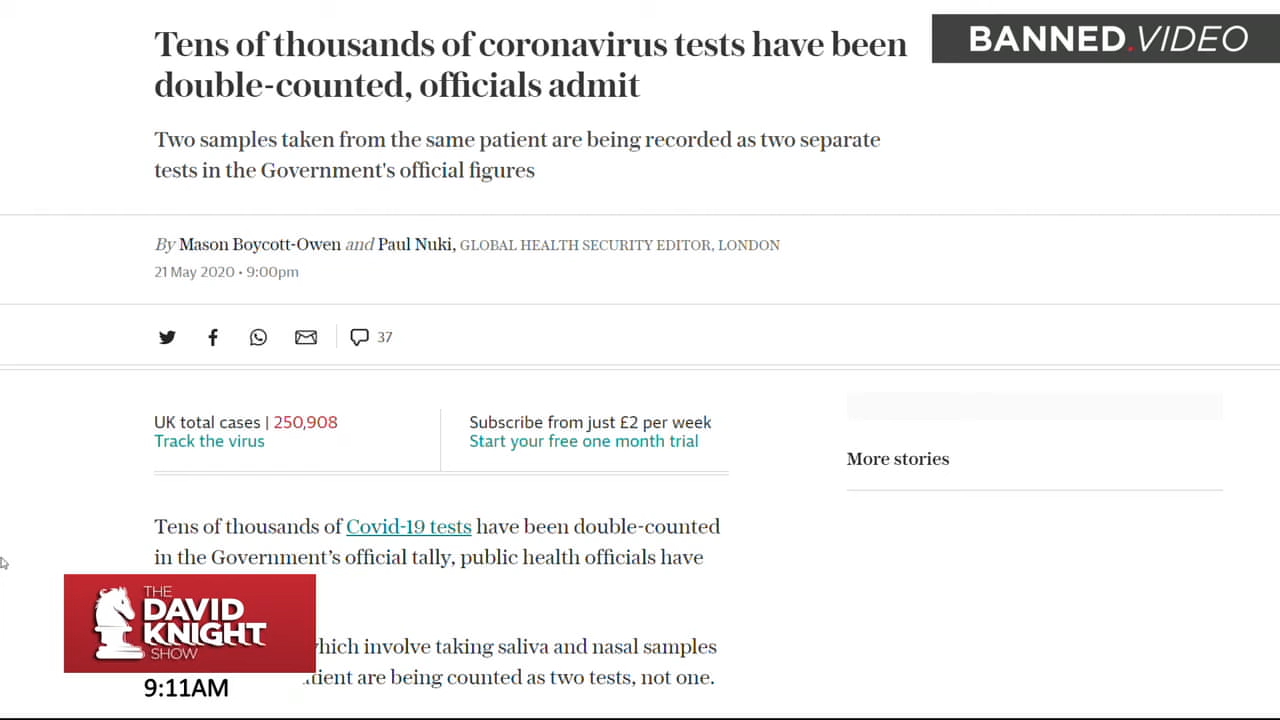 Tens of thousands of coronavirus tests have been
double-counted, officials admit
BANNED.VIDEO
Two samples taken from the same patient are being recorded as two separate
tests in the Government's official figures
By Mason Boycott-Owen and Paul Nuki, GLOBAL HEALTH SECURITY EDITOR, LONDON
21 May 2020 • 9:00pm
37
UK total cases | 250,908
Track the virus
Subscribe from just £2 per week
Start your free one month trial
More stories
Tens of thousands of Covid-19 tests have been double-counted
in the Government’s official tally, public health officials have
which involve taking saliva and nasal samples
are being counted as two tests, not one.
THE
DAVID
KNIGHT
SHOW
9:11AM